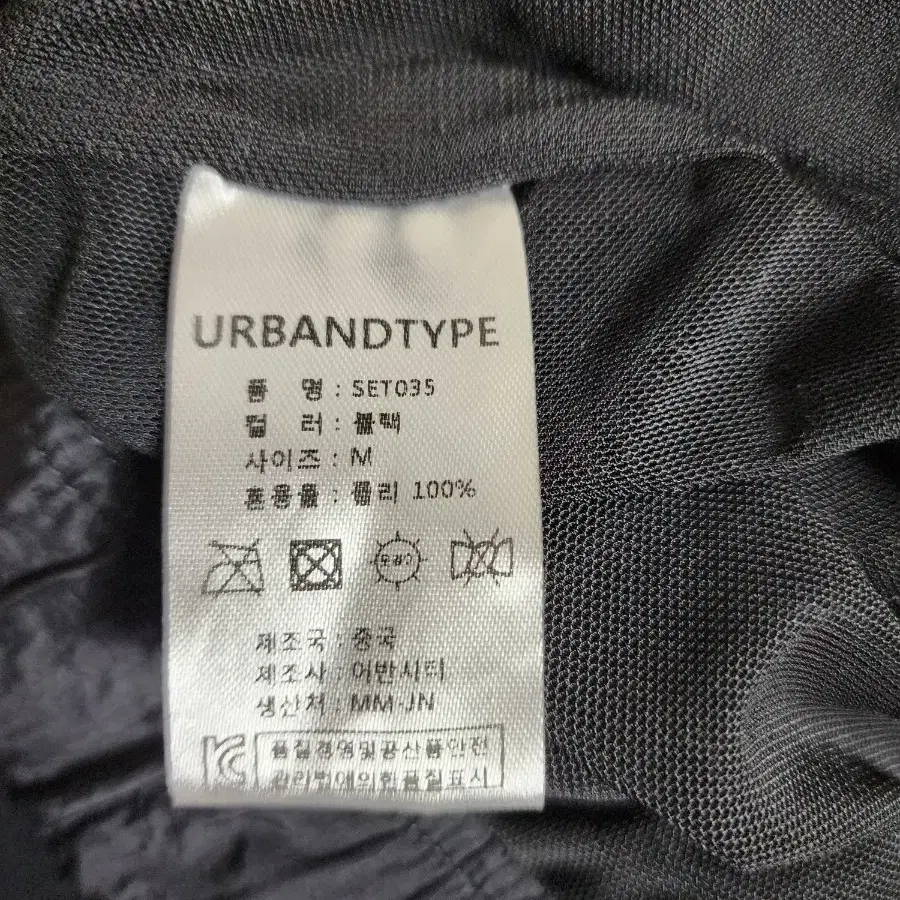 URBANDTYPE
품 명 : SET035
컬 러 : 블랙
사이즈 : M
혼용율 : 폴리 100%
제조국 : 중국
제조사 : 어반시티
생산처 : MM-JN
품질경영및공산품안전
관리법에의한품질표시